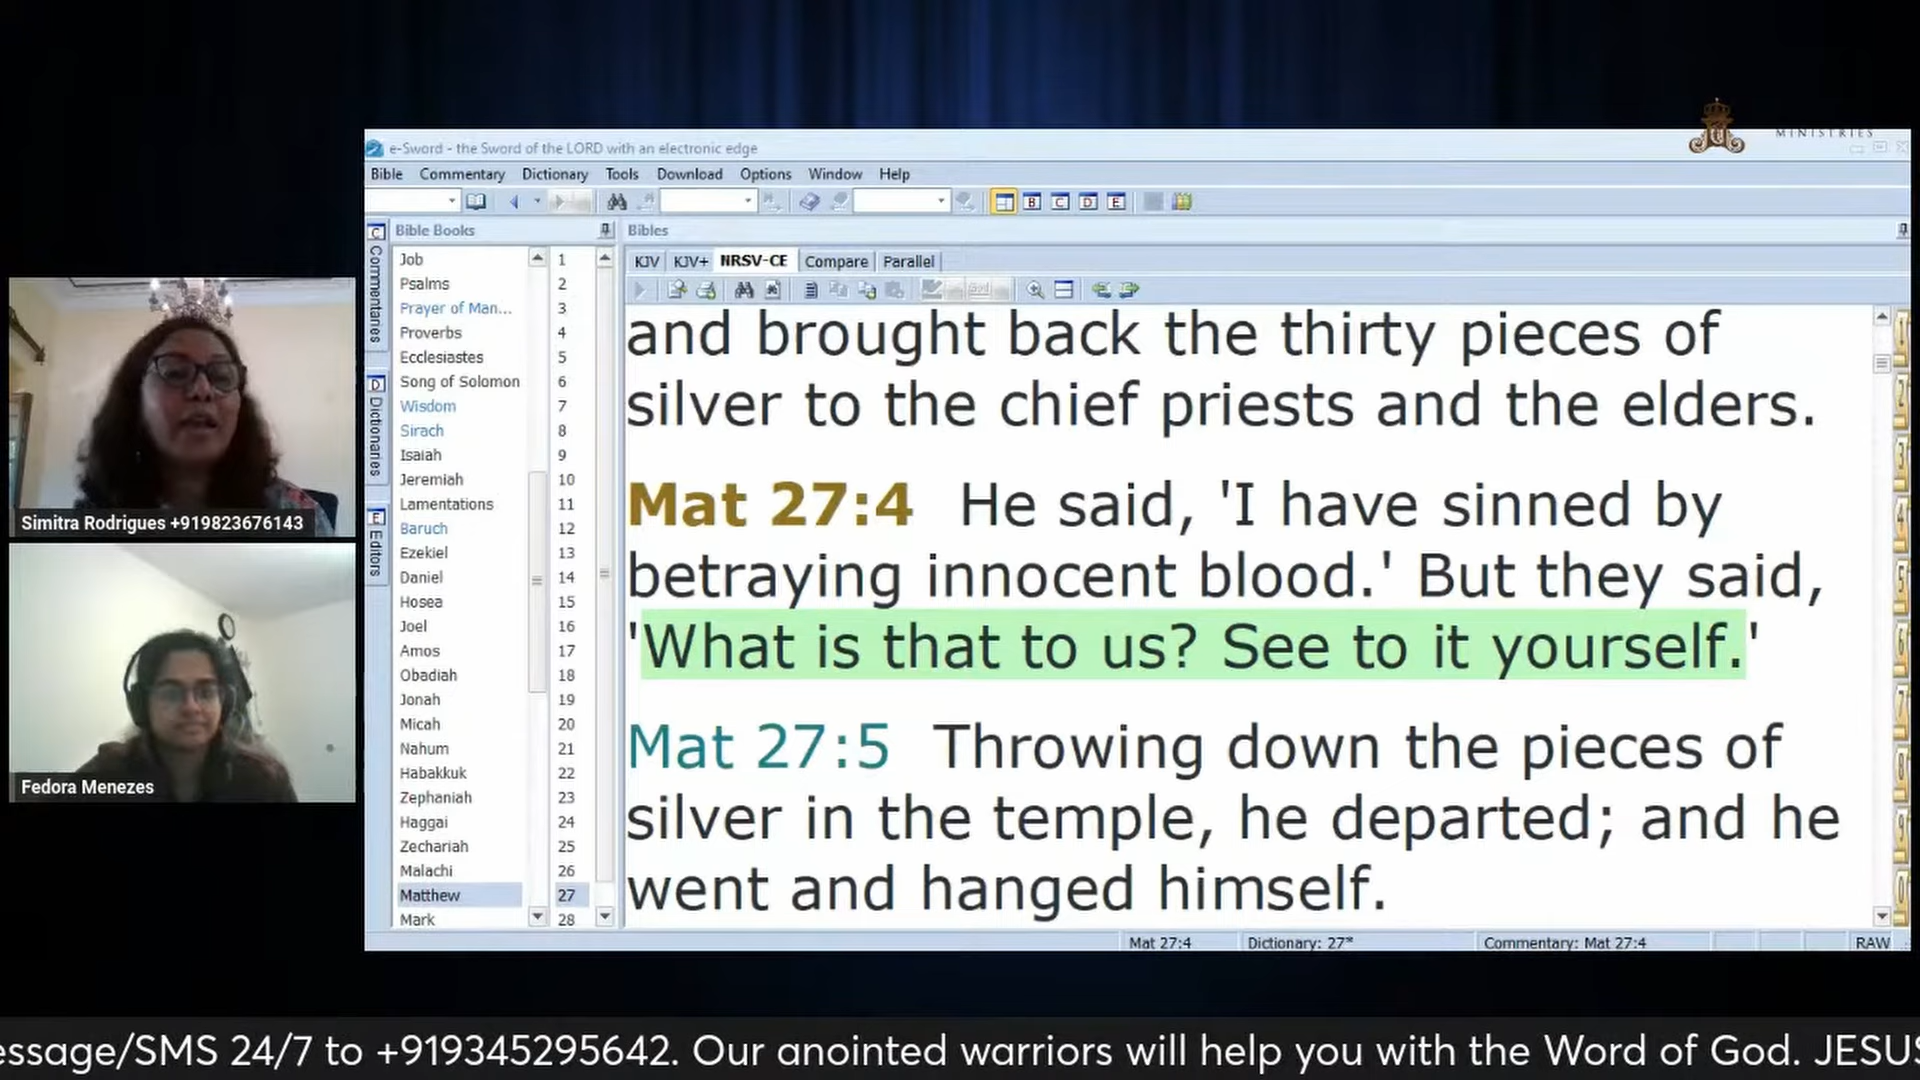 MINISTRIES
e-Sword - the Sword of the LORD with an electronic edge
Bible Commentary Dictionary Tools Download Options Window Help
B C D E
Bible Books
Bibles
C Commentaries
D Dictionaries
E Editors
KJV KJV+ NRSV-CE Compare Parallel
Job 1
Psalms 2
Prayer of Man... 3
Proverbs 4
Ecclesiastes 5
Song of Solomon 6
Wisdom 7
Sirach 8
Isaiah 9
Jeremiah 10
Lamentations 11
Baruch 12
Ezekiel 13
Daniel 14
Hosea 15
Joel 16
Amos 17
Obadiah 18
Jonah 19
Micah 20
Nahum 21
Habakkuk 22
Zephaniah 23
Haggai 24
Zechariah 25
Malachi 26
Matthew 27
Mark 28
and brought back the thirty pieces of
silver to the chief priests and the elders.
Mat 27:4 He said, 'I have sinned by
betraying innocent blood.' But they said,
'What is that to us? See to it yourself.'
Mat 27:5 Throwing down the pieces of
silver in the temple, he departed; and he
went and hanged himself.
Mat 27:4 Dictionary: 27* Commentary: Mat 27:4 RAW
Simitra Rodrigues +919823676143
Fedora Menezes
essage/SMS 24/7 to +919345295642. Our anointed warriors will help you with the Word of God. JESUS